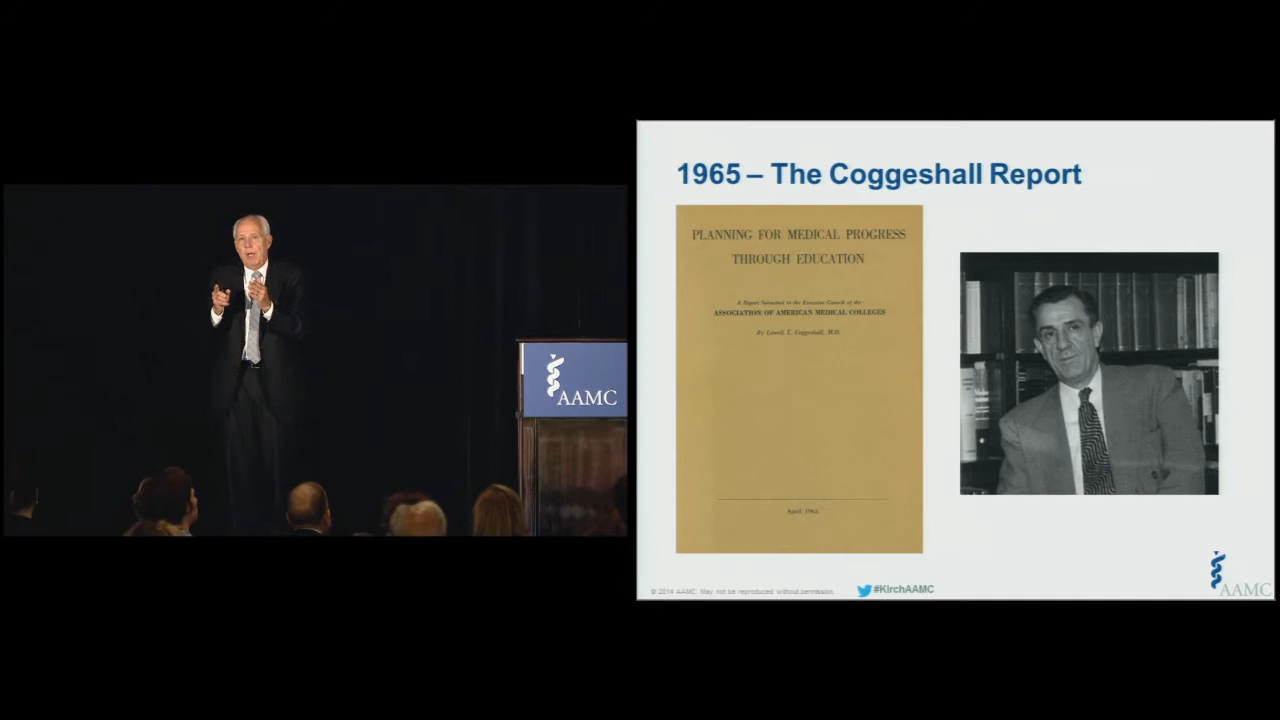 AAMC
1965 – The Coggeshall Report
PLANNING FOR MEDICAL PROGRESS
THROUGH EDUCATION
A Report Submitted to the Executive Council of the
ASSOCIATION OF AMERICAN MEDICAL COLLEGES
By Lowell T. Coggeshall, M.D.
April 1965
© 2014 AAMC. May not be reproduced without permission
#KirchAAMC
AAMC